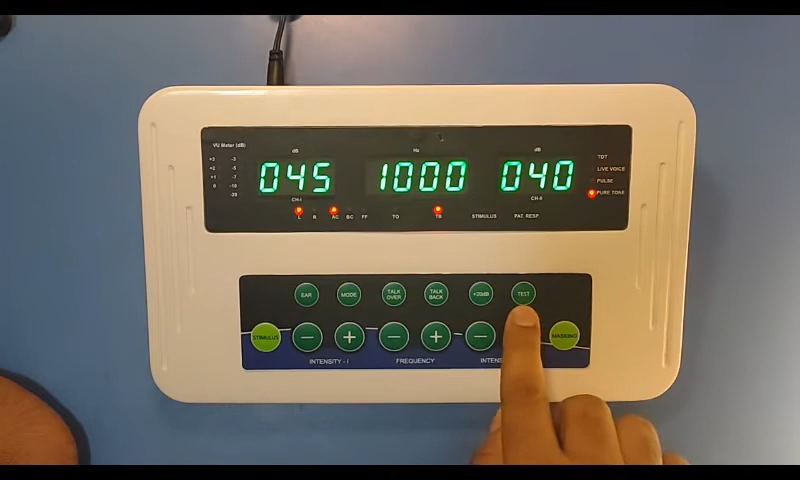 VU Meter (dB)
dB
Hz
dB
+3 -3
+2 -5
+1 -7
0 -10
-20
045
1000
040
CH-I
CH-II
TDT
LIVE VOICE
PULSE
PURE TONE
L R AC BC FF TO TB STIMULUS PAT. RESP
EAR
MODE
TALK
OVER
TALK
BACK
+20dB
TEST
STIMULUS
− + − + −
MASKING
INTENSITY - I
FREQUENCY